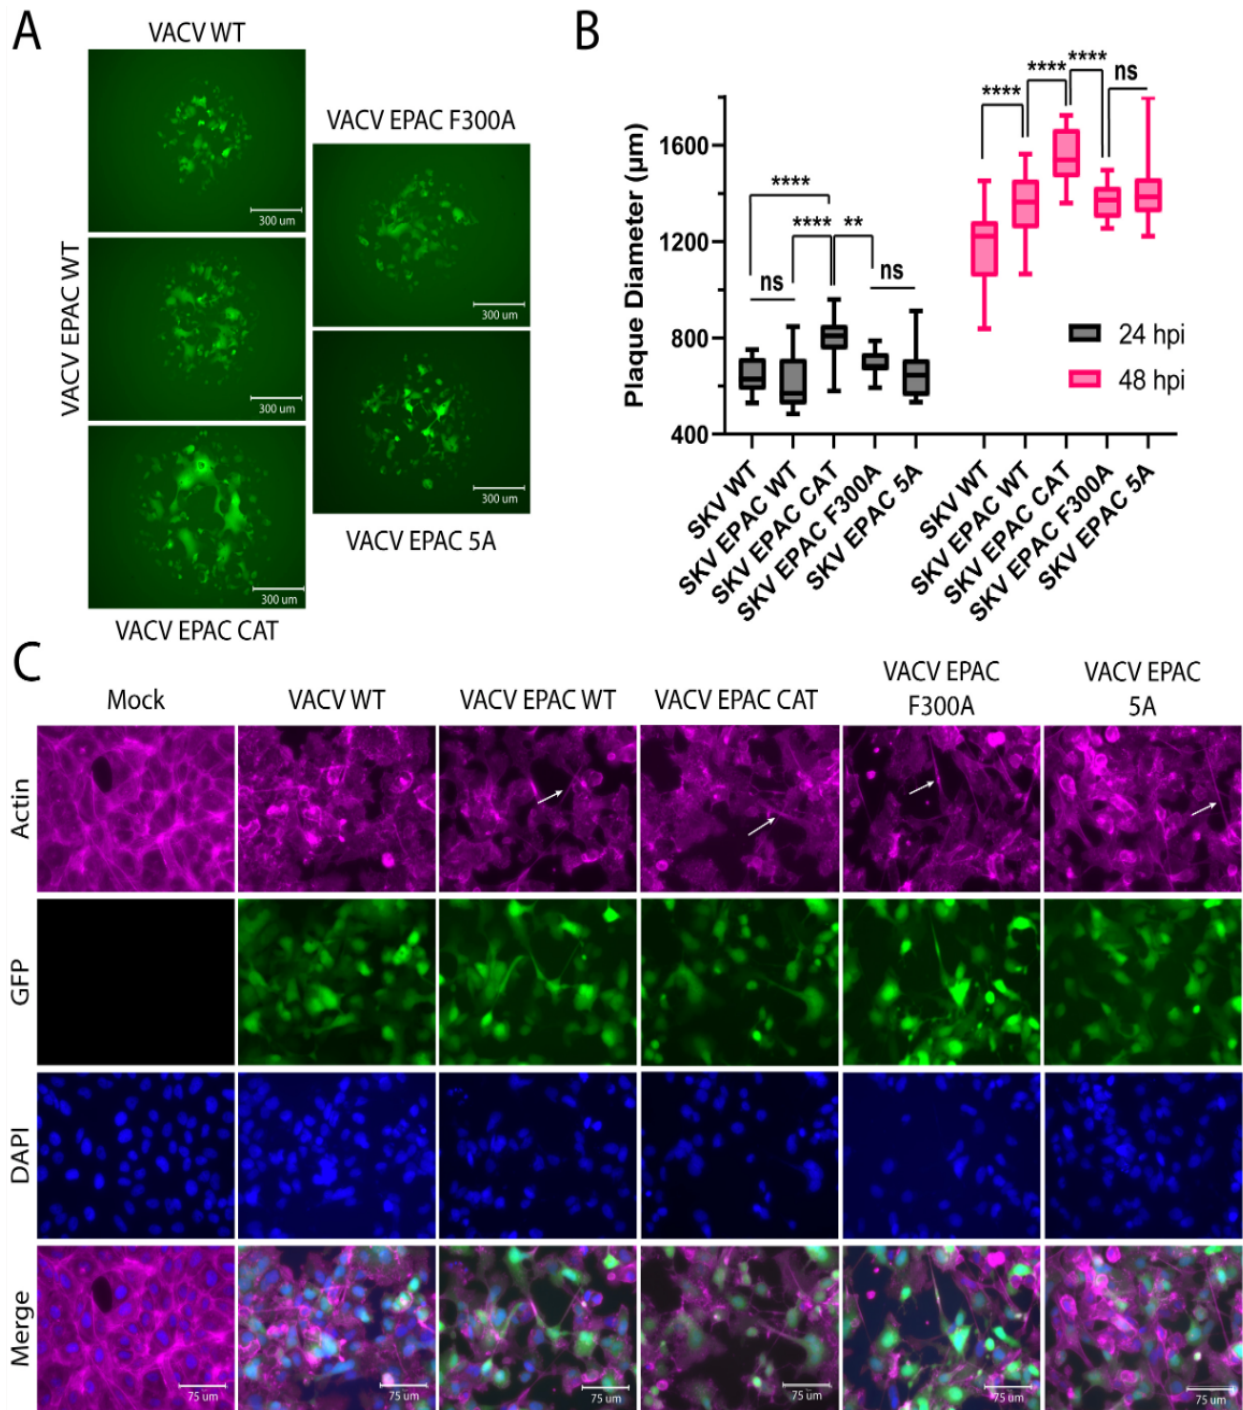 A
VACV WT
300 um
VACV EPAC WT
300 um
300 um
VACV EPAC CAT
VACV EPAC F300A
300 um
300 um
VACV EPAC 5A
B
Plaque Diameter (µm)
1600
1200
800
400
****
****
**
ns
ns
****
****
****
ns
24 hpi
48 hpi
SKV WT
SKV EPAC WT
SKV EPAC CAT
SKV EPAC F300A
SKV EPAC 5A
SKV WT
SKV EPAC WT
SKV EPAC CAT
SKV EPAC F300A
SKV EPAC 5A
C
Mock
VACV WT
VACV EPAC WT
VACV EPAC CAT
VACV EPAC
F300A
VACV EPAC
5A
Actin
GFP
DAPI
Merge
75 um
75 um
75 um
75 um
75 um
75 um